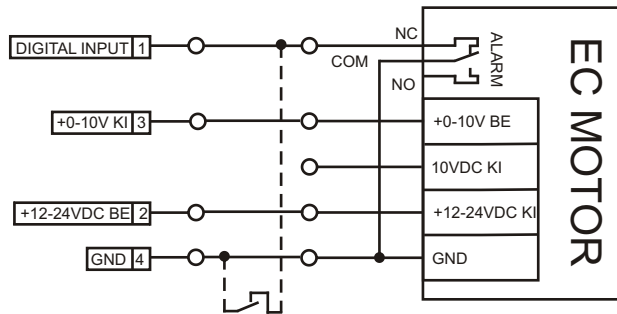 DIGITAL INPUT 1
NC
COM
NO
ALARM
EC MOTOR
+0-10V KI 3
+0-10V BE
10VDC KI
+12-24VDC BE 2
+12-24VDC KI
GND 4
GND